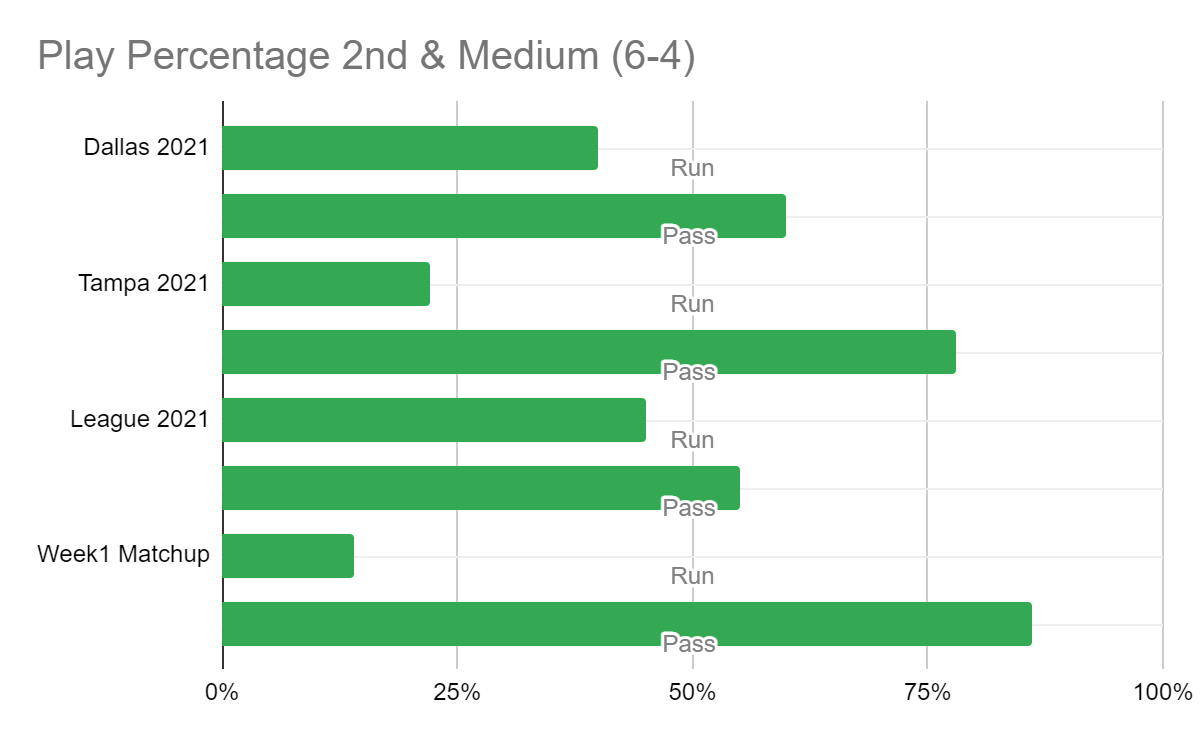 Play Percentage 2nd & Medium (6-4)
Dallas 2021
Run
Pass
Tampa 2021
Run
Pass
League 2021
Run
Pass
Week1 Matchup
Run
Pass
0% 25% 50% 75% 100%